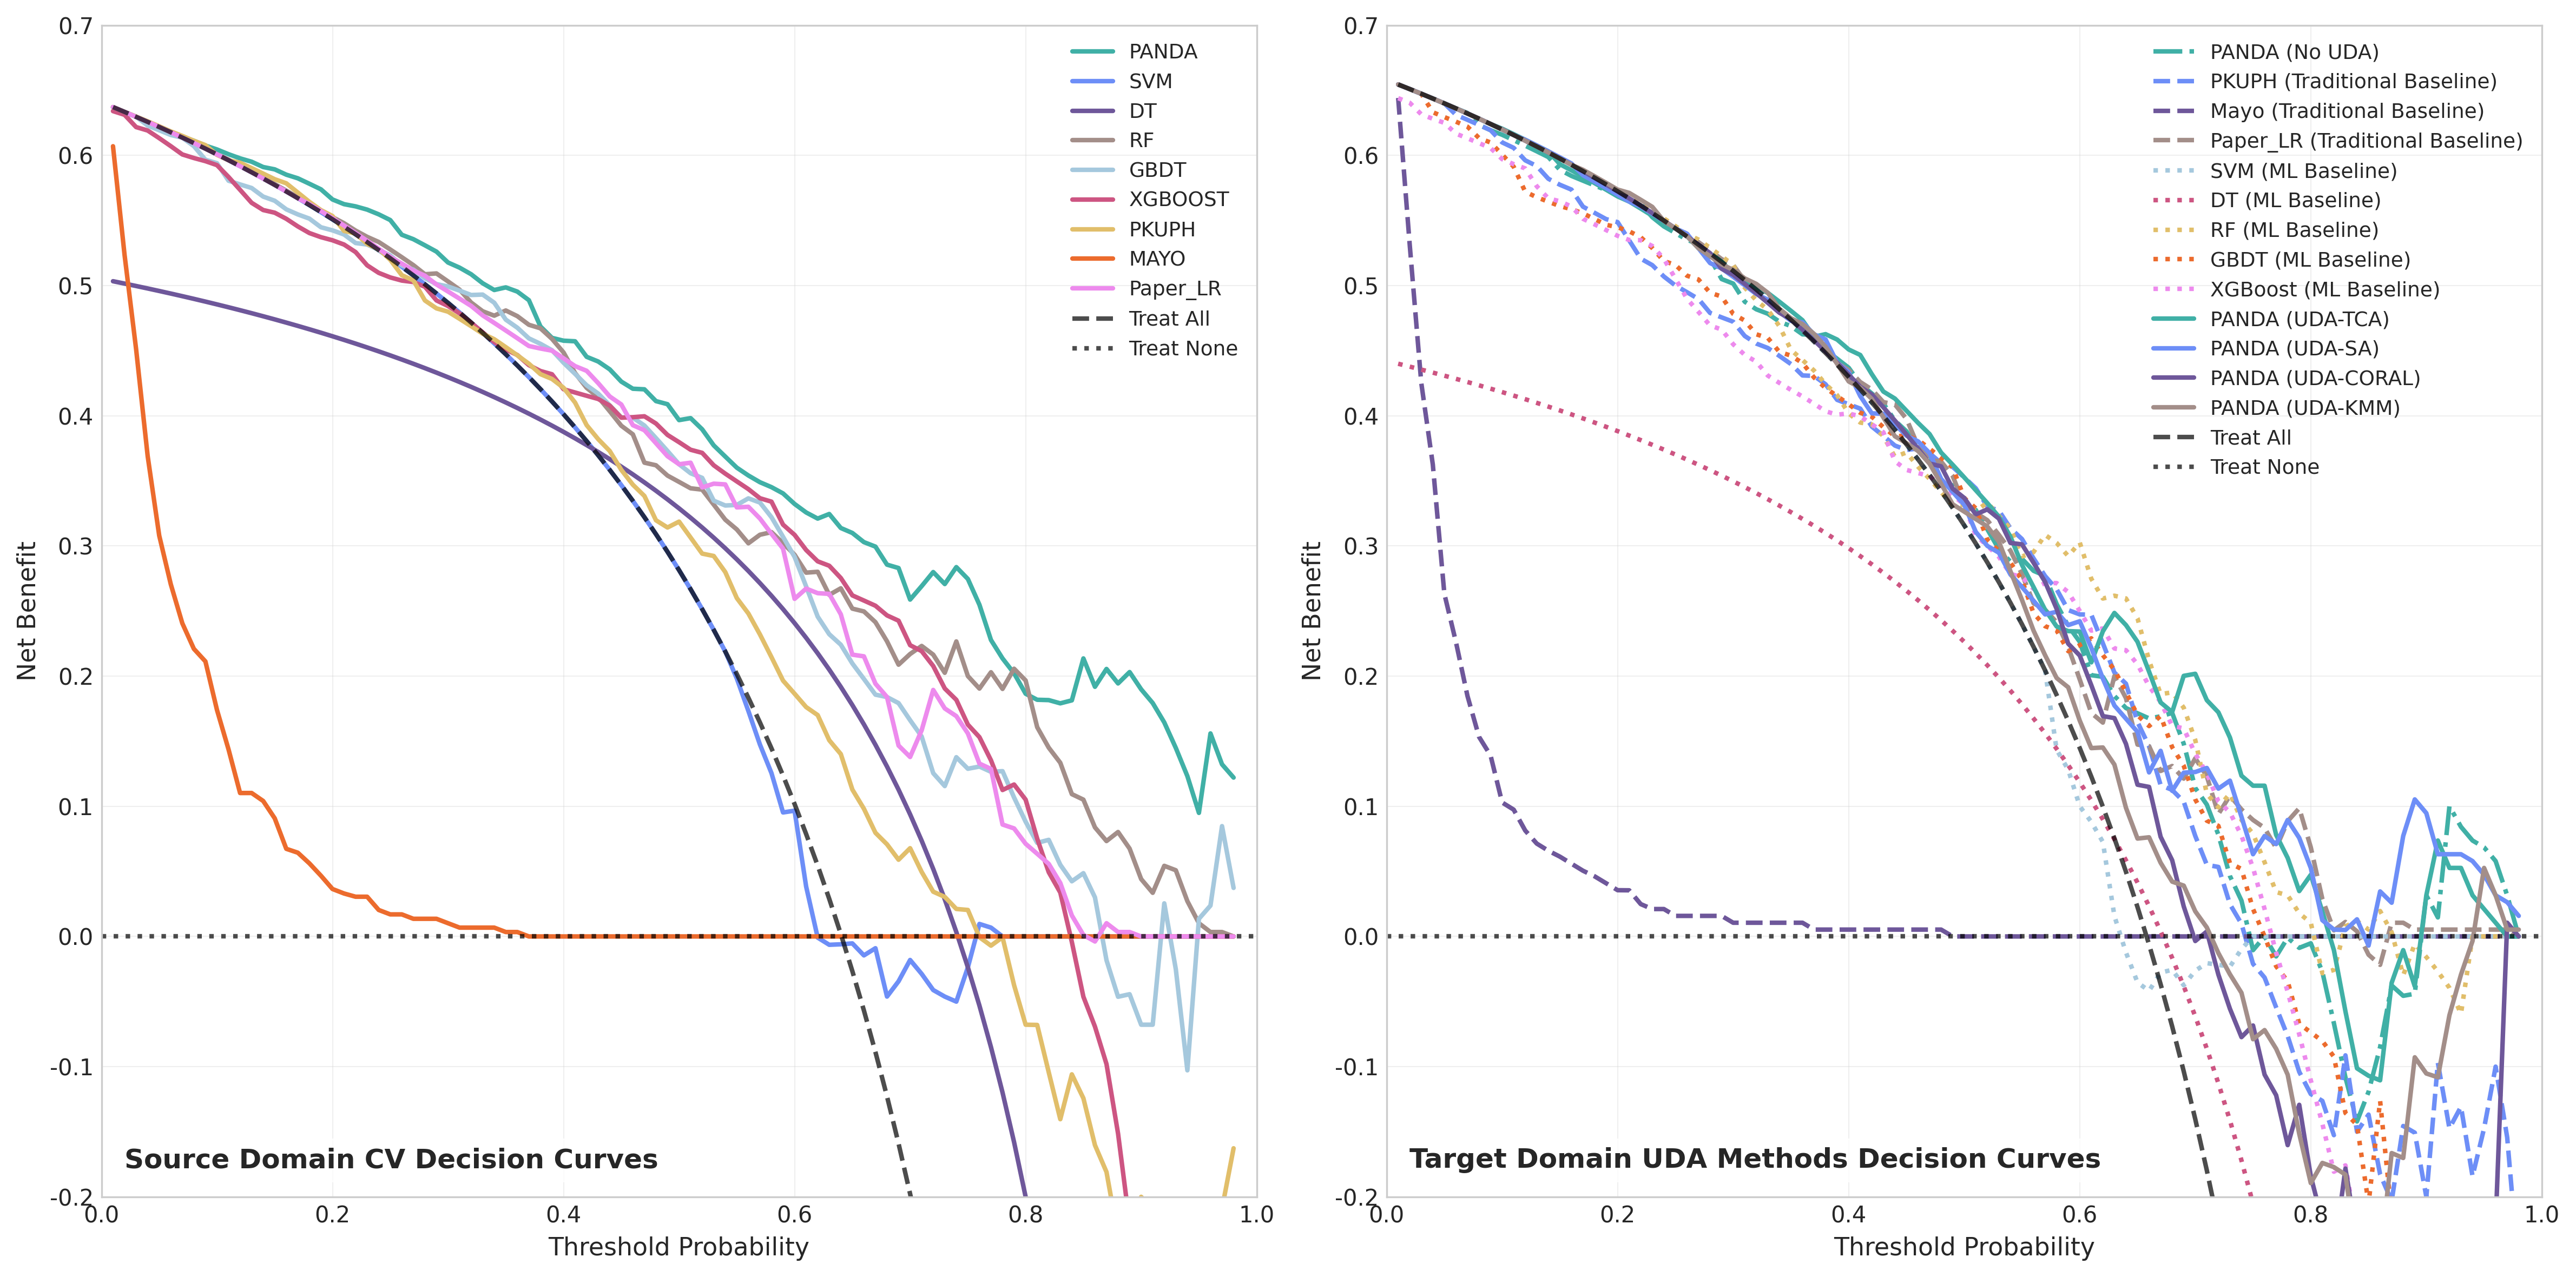 0.7
0.6
0.5
0.4
0.3
0.2
0.1
0.0
-0.1
-0.2
Net Benefit
PANDA
SVM
DT
RF
GBDT
XGBOOST
PKUPH
MAYO
Paper_LR
Treat All
Treat None
Source Domain CV Decision Curves
0.0 0.2 0.4 0.6 0.8 1.0
Threshold Probability
0.7
0.6
0.5
0.4
0.3
0.2
0.1
0.0
-0.1
-0.2
Net Benefit
PANDA (No UDA)
PKUPH (Traditional Baseline)
Mayo (Traditional Baseline)
Paper_LR (Traditional Baseline)
SVM (ML Baseline)
DT (ML Baseline)
RF (ML Baseline)
GBDT (ML Baseline)
XGBoost (ML Baseline)
PANDA (UDA-TCA)
PANDA (UDA-SA)
PANDA (UDA-CORAL)
PANDA (UDA-KMM)
Treat All
Treat None
Target Domain UDA Methods Decision Curves
0.0 0.2 0.4 0.6 0.8 1.0
Threshold Probability